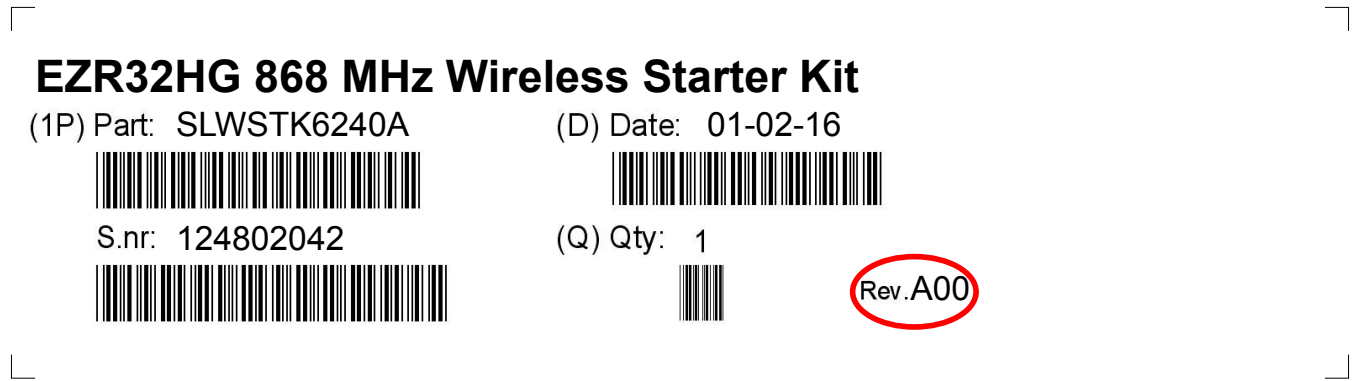 EZR32HG 868 MHz Wireless Starter Kit
(1P) Part: SLWSTK6240A
(D) Date: 01-02-16
S.nr: 124802042
(Q) Qty: 1
Rev.A00